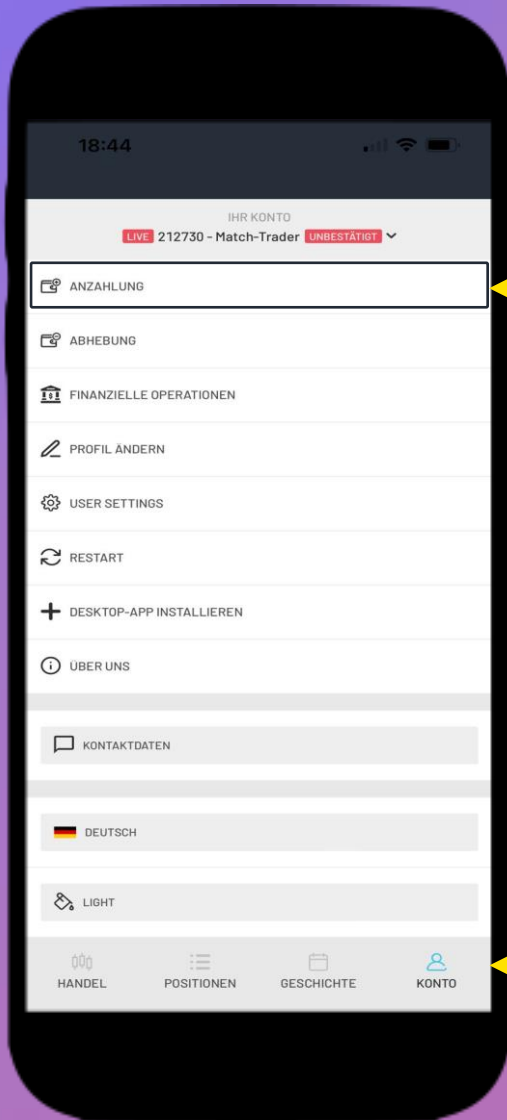 18:44
IHR KONTO
LIVE 212730 - Match-Trader UNBESTÄTIGT
ANZAHLUNG
ABHEBUNG
FINANZIELLE OPERATIONEN
PROFIL ÄNDERN
USER SETTINGS
RESTART
DESKTOP-APP INSTALLIEREN
ÜBER UNS
KONTAKTDATEN
DEUTSCH
LIGHT
HANDEL POSITIONEN GESCHICHTE KONTO